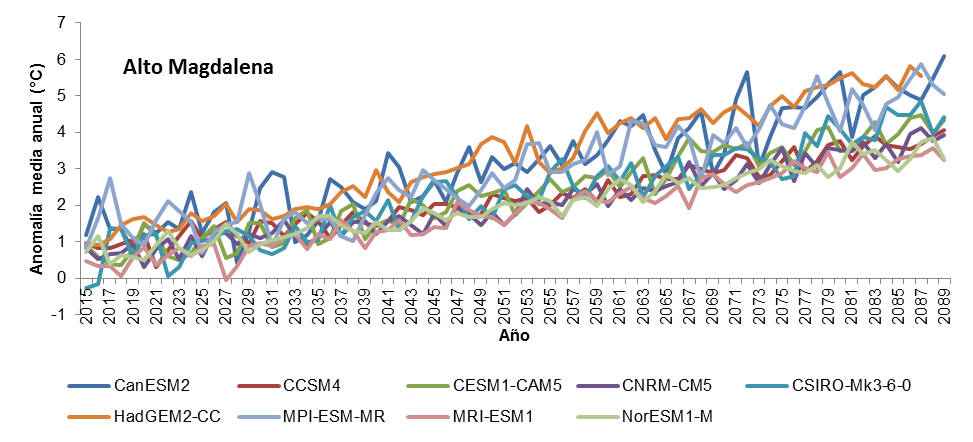 7
6
5
4
3
2
1
0
-1
Anomalía media anual (°C)
Alto Magdalena
2015 2017 2019 2021 2023 2025 2027 2029 2031 2033 2035 2037 2039 2041 2043 2045 2047 2049 2051 2053 2055 2057 2059 2061 2063 2065 2067 2069 2071 2073 2075 2077 2079 2081 2083 2085 2087 2089
Año
CanESM2 CCSM4 CESM1-CAM5 CNRM-CM5 CSIRO-Mk3-6-0
HadGEM2-CC MPI-ESM-MR MRI-ESM1 NorESM1-M